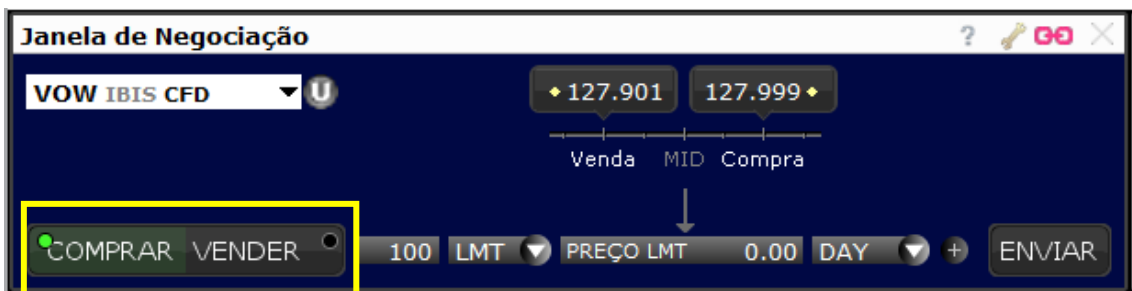 Janela de Negociação ?
VOW IBIS CFD U 127.901 127.999
Venda MID Compra
COMPRAR VENDER 100 LMT PREÇO LMT 0.00 DAY + ENVIAR